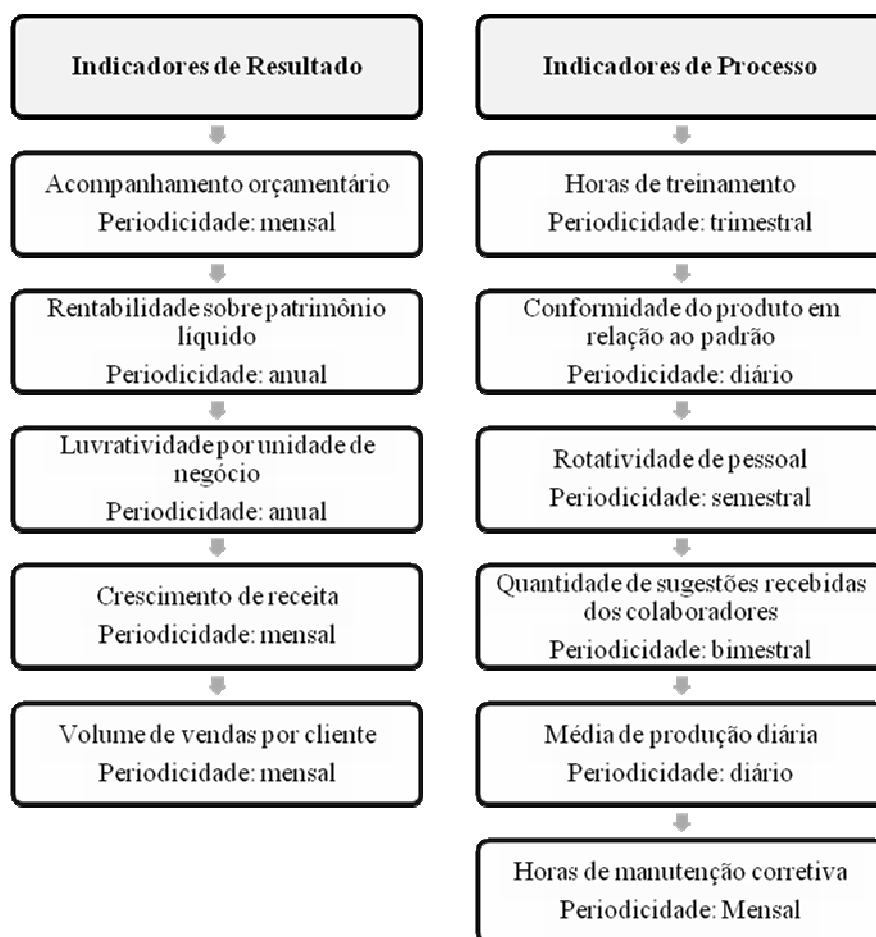 Indicadores de Resultado
Acompanhamento orçamentário
Periodicidade: mensal
Rentabilidade sobre patrimônio
líquido
Periodicidade: anual
Luvratividade por unidade de
negócio
Periodicidade: anual
Crescimento de receita
Periodicidade: mensal
Volume de vendas por cliente
Periodicidade: mensal
Indicadores de Processo
Horas de treinamento
Periodicidade: trimestral
Conformidade do produto em
relação ao padrão
Periodicidade: diário
Rotatividade de pessoal
Periodicidade: semestral
Quantidade de sugestões recebidas
dos colaboradores
Periodicidade: bimestral
Média de produção diária
Periodicidade: diário
Horas de manutenção corretiva
Periodicidade: Mensal